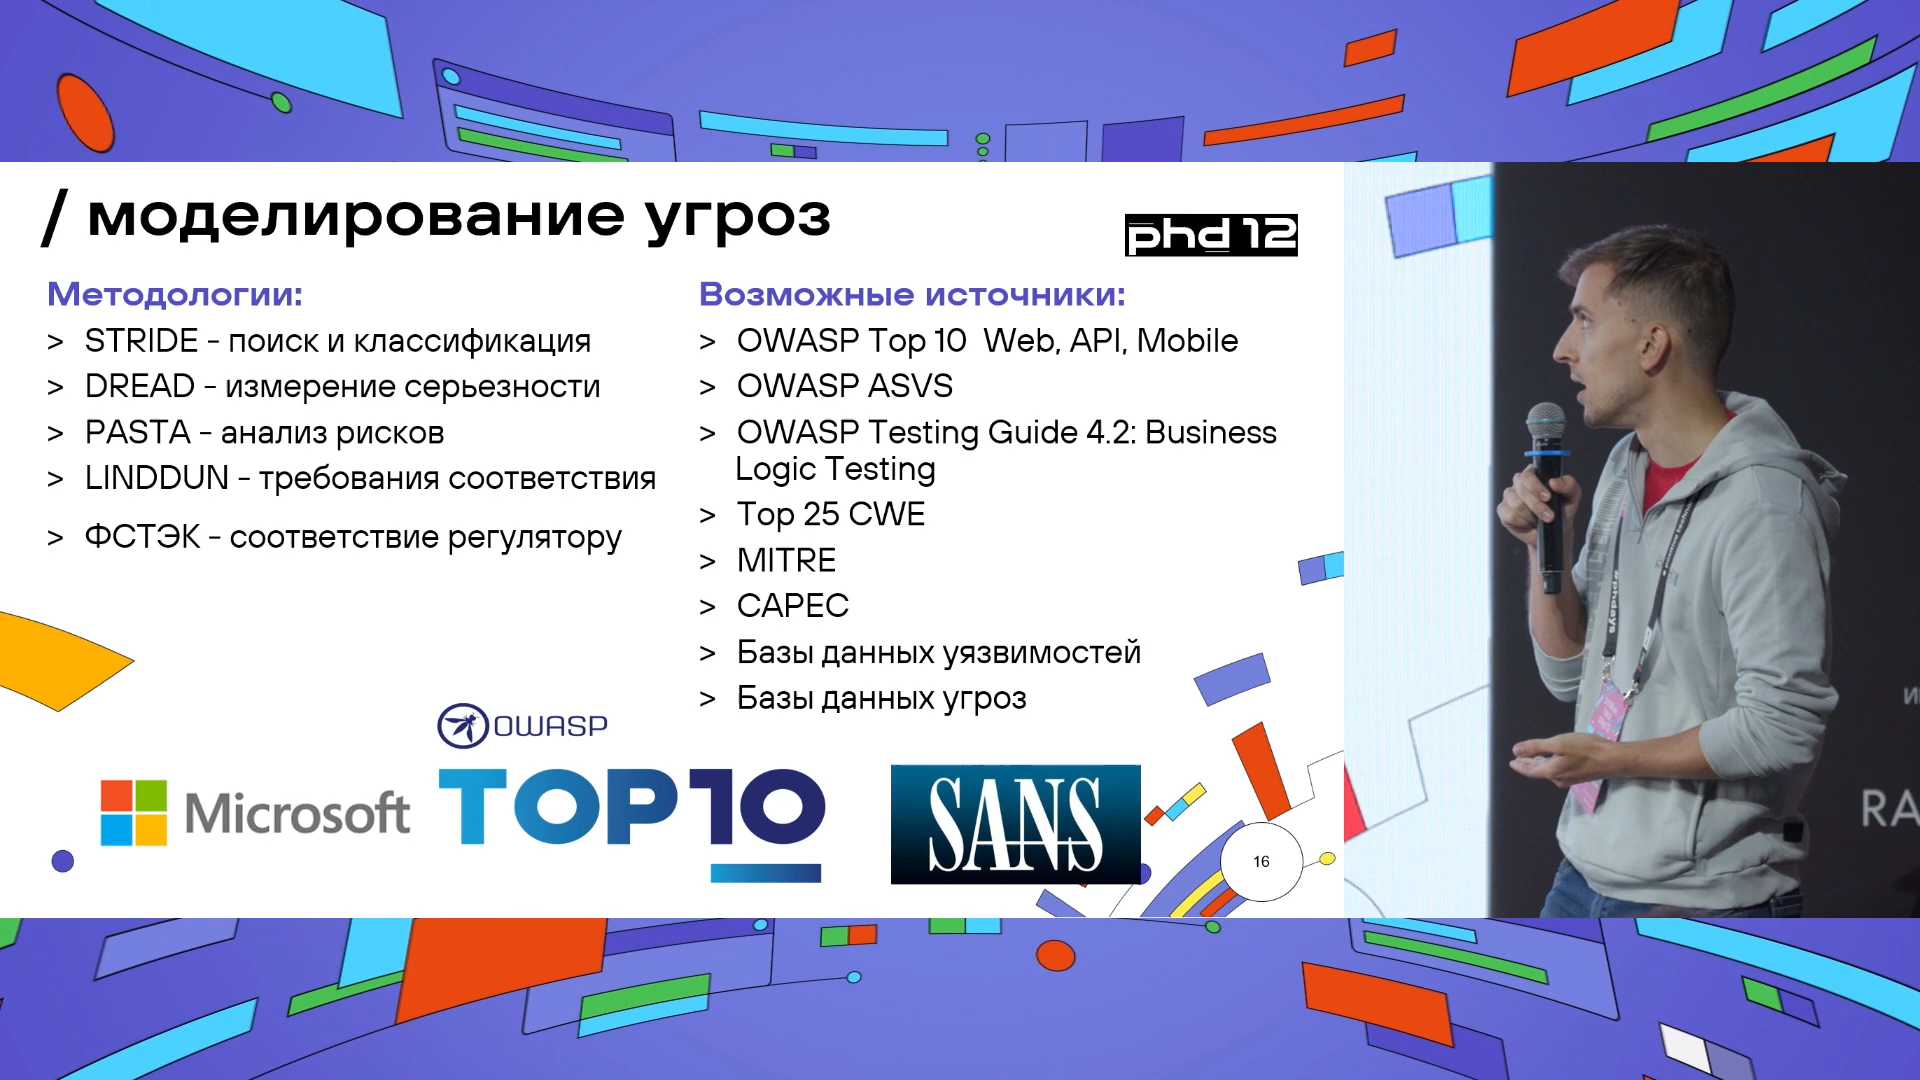 / моделирование угроз
phd 12
Методологии:
> STRIDE - поиск и классификация
> DREAD - измерение серьезности
> PASTA - анализ рисков
> LINDDUN - требования соответствия
> ФСТЭК - соответствие регулятору
Возможные источники:
> OWASP Top 10 Web, API, Mobile
> OWASP ASVS
> OWASP Testing Guide 4.2: Business
Logic Testing
> Top 25 CWE
> MITRE
> CAPEC
> Базы данных уязвимостей
> Базы данных угроз
OWASP
TOP 10
Microsoft
SANS
16
#phdays
RA